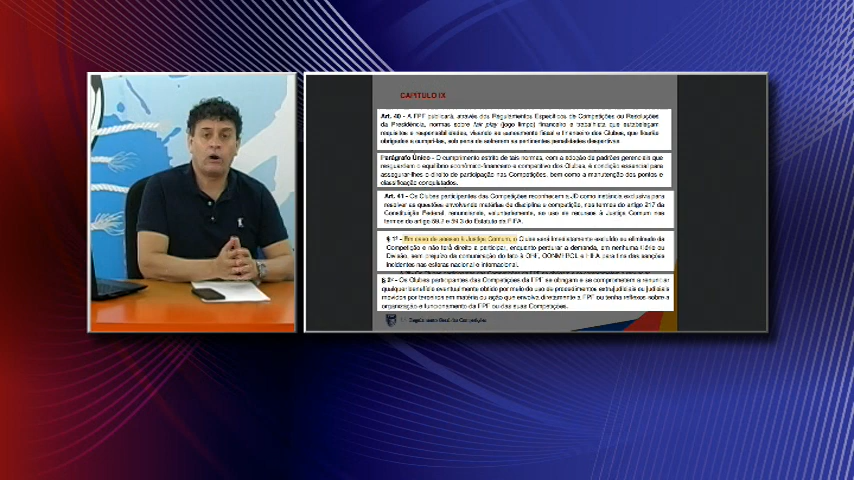 CAPÍTULO IX
Art. 40 - A FPF publicará, através dos Regulamentos Específicos de Competições ou Resoluções
da Presidência, normas sobre fair play (jogo limpo) financeiro e trabalhista que estabeleçam
requisitos e responsabilidades, visando ao saneamento fiscal e financeiro dos Clubes, que ficarão
obrigados a cumpri-las, sob pena de sofrerem as pertinentes penalidades desportivas
Parágrafo Único - O cumprimento estrito de tais normas, com a adoção de padrões gerenciais que
resguardem o equilíbrio econômico-financeiro e competitivo dos Clubes, é condição essencial para
assegurar-lhes o direito de participação nas Competições, bem como a manutenção dos pontos e
classificação conquistados.
Art. 41 - Os Clubes participantes das Competições reconhecem a JD como instância exclusiva para
resolver as questões envolvendo matérias de disciplina e competição, nos termos do artigo 217 da
Constituição Federal, renunciando, voluntariamente, ao uso de recursos à Justiça Comum nos
termos do artigo 59.2 e 59.3 do Estatuto da FIFA.
§ 1º - Em caso de acesso à Justiça Comum, o Clube será imediatamente excluído ou eliminado da
Competição e não terá direito a participar, enquanto perdurar a demanda, em nenhuma
sem prejuízo da comunicação do fato à e FIFA para fins das sanções
incidentes nas esferas nacional e internacional.
§ 2º - Os Clubes participantes das Competições da FPF se obrigam e se comprometem a renunciar
qualquer benefício eventualmente obtido por meio do uso de procedimentos extrajudiciais ou judiciais
movidos por terceiros em matéria ou ação que envolva diretamente a FPF ou tenha reflexos sobre a
organização e funcionamento da FPF ou das suas Competições.
Regulamento Geral das Competições